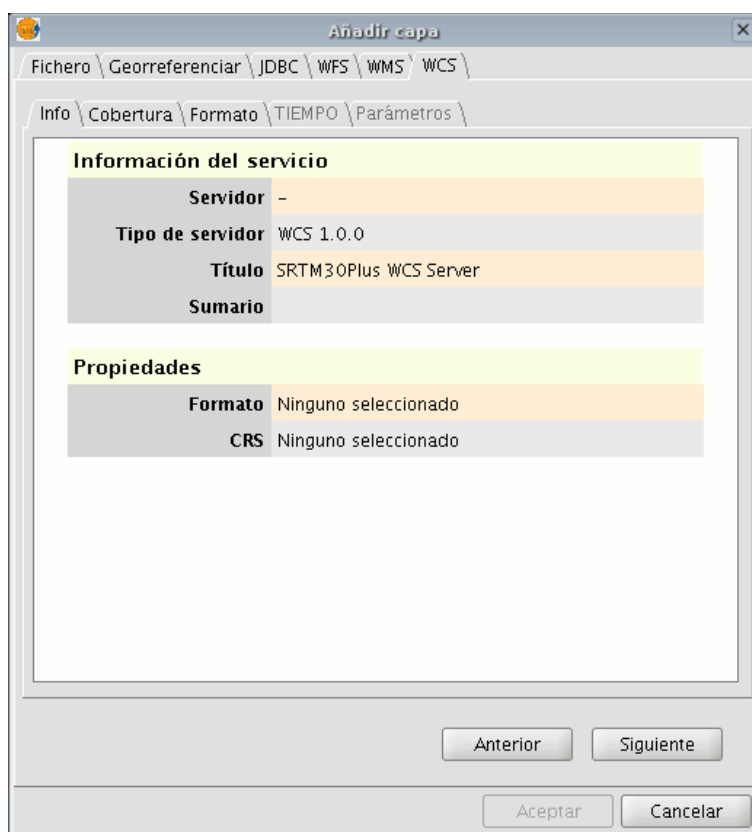 Añadir capa
Fichero Georreferenciar JDBC WFS WMS WCS
Info Cobertura Formato TIEMPO Parámetros
Información del servicio
Servidor -
Tipo de servidor WCS 1.0.0
Título SRTM30Plus WCS Server
Sumario
Propiedades
Formato Ninguno seleccionado
CRS Ninguno seleccionado
Anterior Siguiente
Aceptar Cancelar